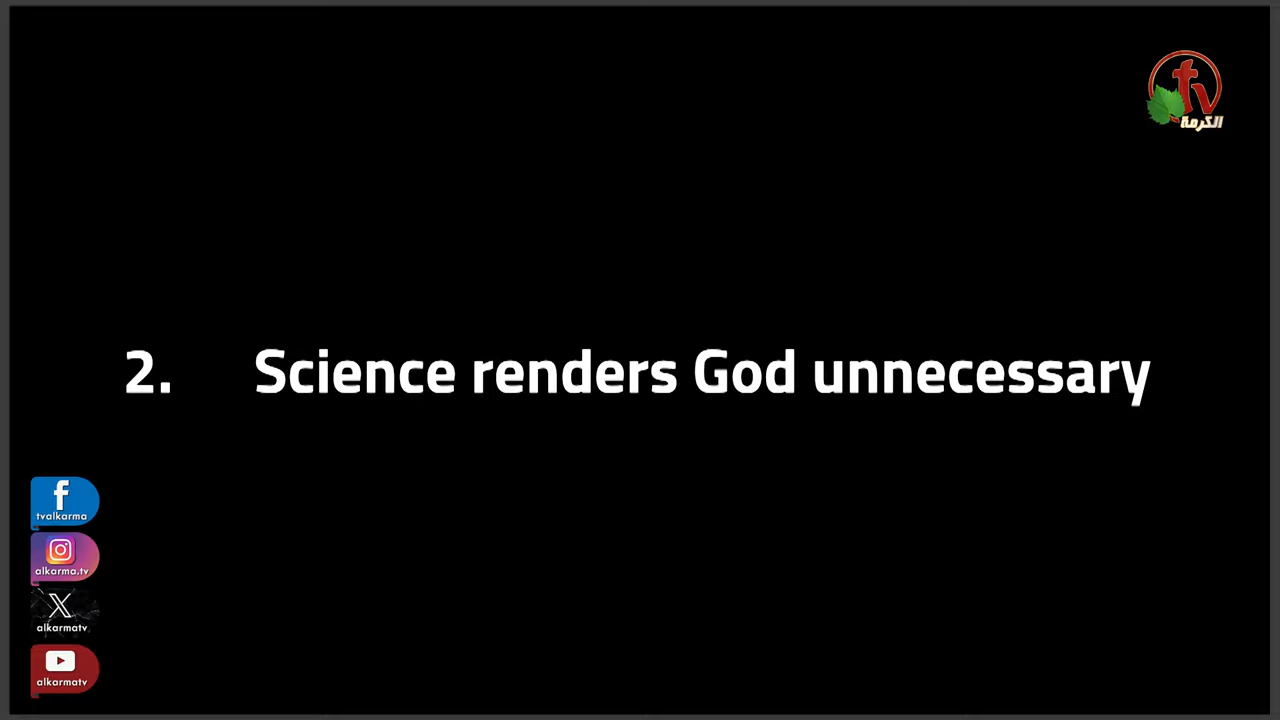 tv
الكرمة
2. Science renders God unnecessary
f
tvalkarma
alkarma.tv
X
alkarmatv
alkarmatv